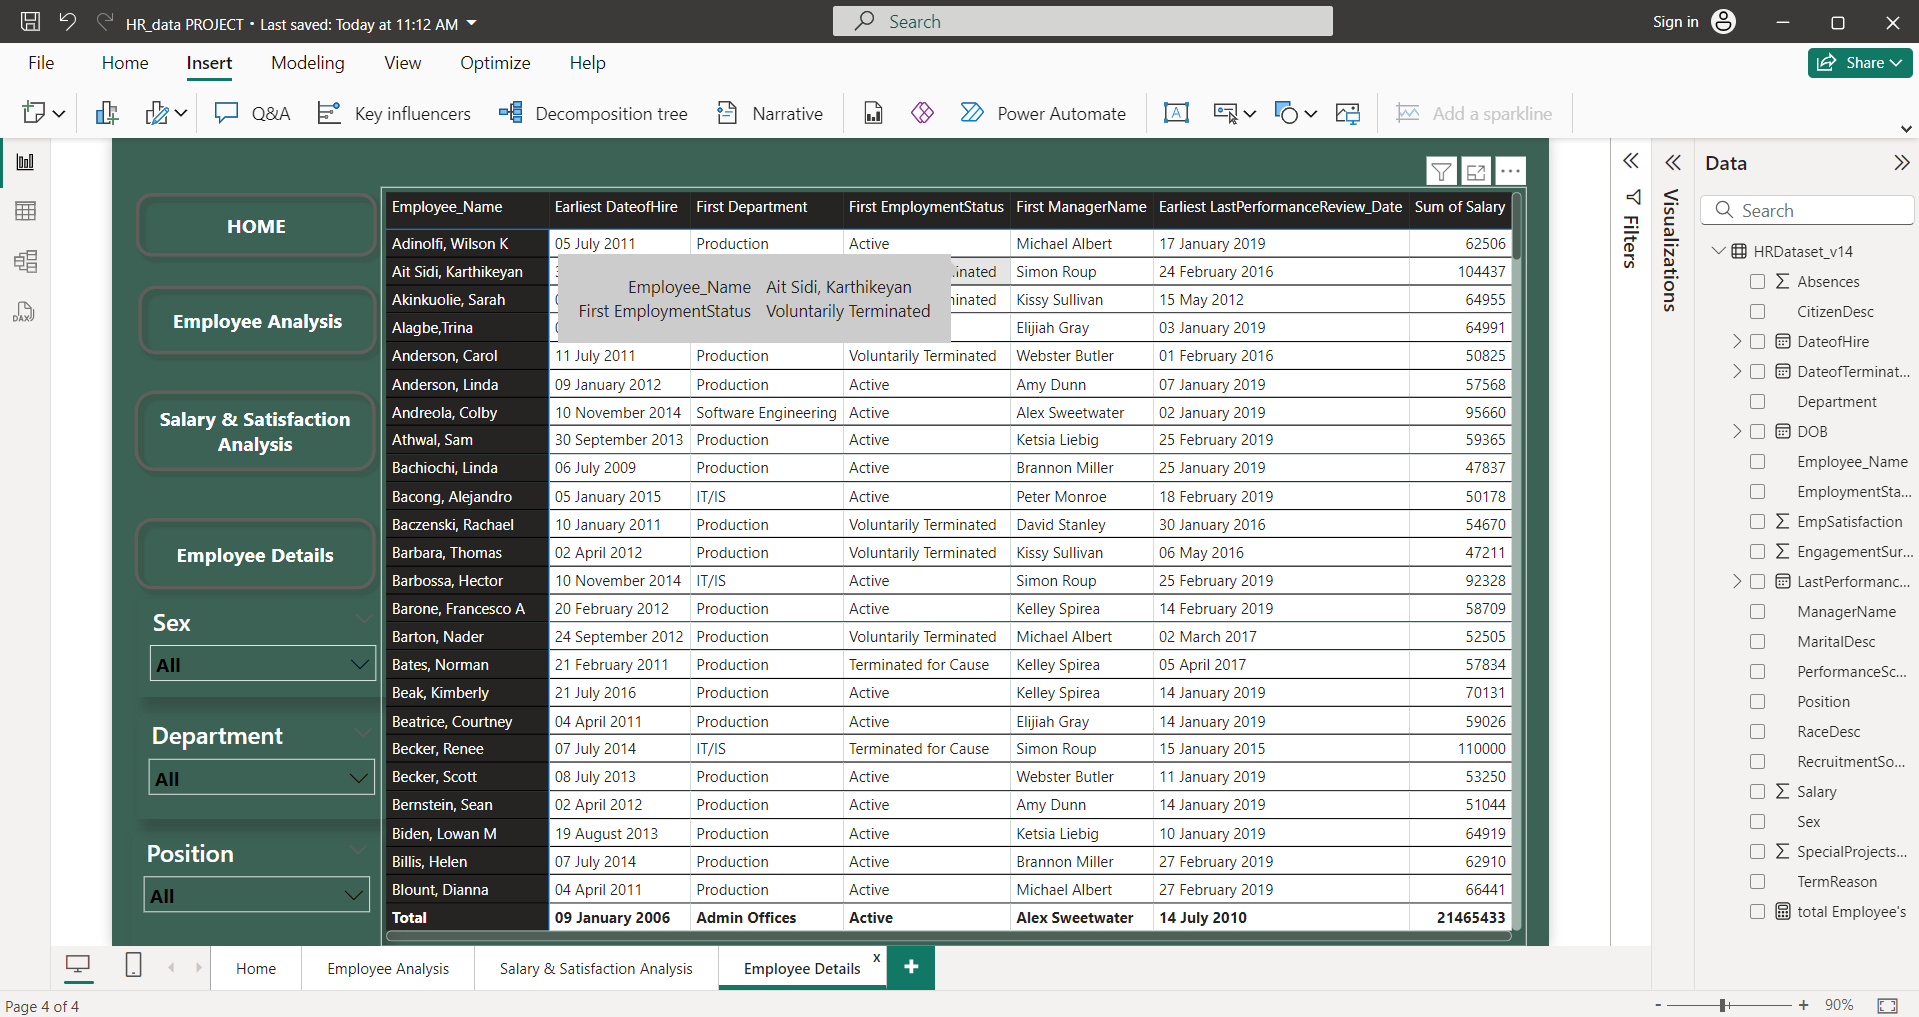 HR_data PROJECT • Last saved: Today at 11:12 AM
Search
Sign in
File Home Insert Modeling View Optimize Help
Share
Q&A Key influencers Decomposition tree Narrative Power Automate Add a sparkline
HOME
Employee Analysis
Salary & Satisfaction
Analysis
Employee Details
Sex
All
Department
All
Position
All
Employee_Name Earliest DateofHire First Department First EmploymentStatus First ManagerName Earliest LastPerformanceReview_Date Sum of Salary
Adinolfi, Wilson K 05 July 2011 Production Active Michael Albert 17 January 2019 62506
Ait Sidi, Karthikeyan 3 inated Simon Roup 24 February 2016 104437
Akinkuolie, Sarah 0 inated Kissy Sullivan 15 May 2012 64955
Alagbe,Trina 0 Elijiah Gray 03 January 2019 64991
Employee_Name Ait Sidi, Karthikeyan
First EmploymentStatus Voluntarily Terminated
Anderson, Carol 11 July 2011 Production Voluntarily Terminated Webster Butler 01 February 2016 50825
Anderson, Linda 09 January 2012 Production Active Amy Dunn 07 January 2019 57568
Andreola, Colby 10 November 2014 Software Engineering Active Alex Sweetwater 02 January 2019 95660
Athwal, Sam 30 September 2013 Production Active Ketsia Liebig 25 February 2019 59365
Bachiochi, Linda 06 July 2009 Production Active Brannon Miller 25 January 2019 47837
Bacong, Alejandro 05 January 2015 IT/IS Active Peter Monroe 18 February 2019 50178
Baczenski, Rachael 10 January 2011 Production Voluntarily Terminated David Stanley 30 January 2016 54670
Barbara, Thomas 02 April 2012 Production Voluntarily Terminated Kissy Sullivan 06 May 2016 47211
Barbossa, Hector 10 November 2014 IT/IS Active Simon Roup 25 February 2019 92328
Barone, Francesco A 20 February 2012 Production Active Kelley Spirea 14 February 2019 58709
Barton, Nader 24 September 2012 Production Voluntarily Terminated Michael Albert 02 March 2017 52505
Bates, Norman 21 February 2011 Production Terminated for Cause Kelley Spirea 05 April 2017 57834
Beak, Kimberly 21 July 2016 Production Active Kelley Spirea 14 January 2019 70131
Beatrice, Courtney 04 April 2011 Production Active Elijiah Gray 14 January 2019 59026
Becker, Renee 07 July 2014 IT/IS Terminated for Cause Simon Roup 15 January 2015 110000
Becker, Scott 08 July 2013 Production Active Webster Butler 11 January 2019 53250
Bernstein, Sean 02 April 2012 Production Active Amy Dunn 14 January 2019 51044
Biden, Lowan M 19 August 2013 Production Active Ketsia Liebig 10 January 2019 64919
Billis, Helen 07 July 2014 Production Active Brannon Miller 27 February 2019 62910
Blount, Dianna 04 April 2011 Production Active Michael Albert 27 February 2019 66441
Total 09 January 2006 Admin Offices Active Alex Sweetwater 14 July 2010 21465433
Filters
Visualizations
Data
Search
HRDataset_v14
Absences
CitizenDesc
DateofHire
DateofTerminat...
Department
DOB
Employee_Name
EmploymentSta...
EmpSatisfaction
EngagementSur...
LastPerformanc...
ManagerName
MaritalDesc
PerformanceSc...
Position
RaceDesc
RecruitmentSo...
Salary
Sex
SpecialProjects...
TermReason
total Employee's
Home Employee Analysis Salary & Satisfaction Analysis Employee Details x +
Page 4 of 4
- + 90%
DAX